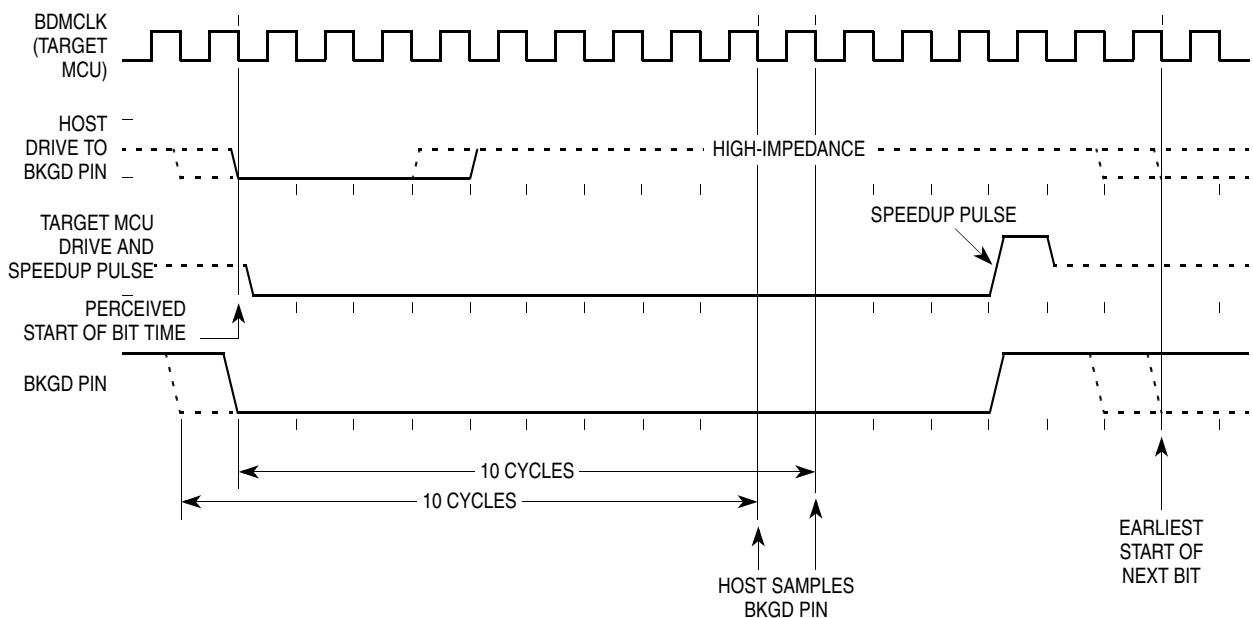 BDMCLK
(TARGET
MCU)
HOST
DRIVE TO
BKGD PIN
HIGH-IMPEDANCE
TARGET MCU
DRIVE AND
SPEEDUP PULSE
SPEEDUP PULSE
PERCEIVED
START OF BIT TIME
BKGD PIN
10 CYCLES
10 CYCLES
HOST SAMPLES
BKGD PIN
EARLIEST
START OF
NEXT BIT